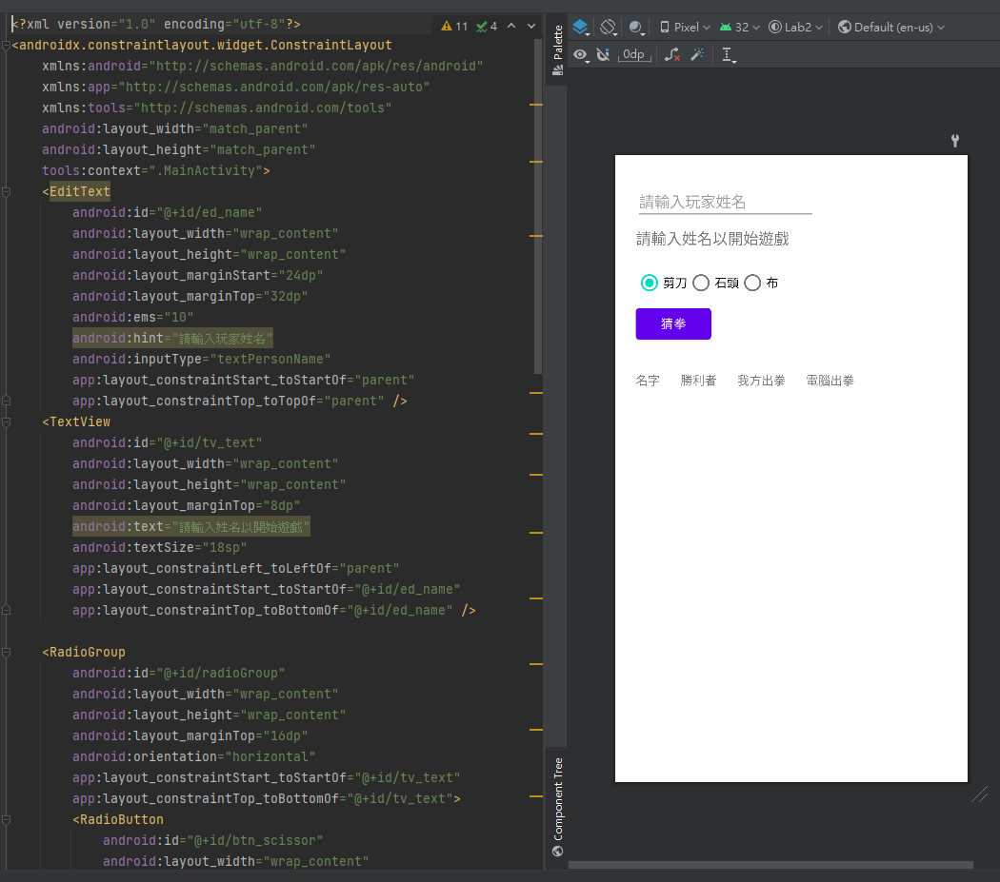 <?xml version="1.0" encoding="utf-8"?>
11 4
<androidx.constraintlayout.widget.ConstraintLayout
xmlns:android="http://schemas.android.com/apk/res/android"
xmlns:app="http://schemas.android.com/apk/res-auto"
xmlns:tools="http://schemas.android.com/tools"
android:layout_width="match_parent"
android:layout_height="match_parent"
tools:context=".MainActivity">
<EditText
android:id="@+id/ed_name"
android:layout_width="wrap_content"
android:layout_height="wrap_content"
android:layout_marginStart="24dp"
android:layout_marginTop="32dp"
android:ems="10"
android:hint="請輸入玩家姓名"
android:inputType="textPersonName"
app:layout_constraintStart_toStartOf="parent"
app:layout_constraintTop_toTopOf="parent" />
<TextView
android:id="@+id/tv_text"
android:layout_width="wrap_content"
android:layout_height="wrap_content"
android:layout_marginTop="8dp"
android:text="請輸入姓名以開始遊戲"
android:textSize="18sp"
app:layout_constraintLeft_toLeftOf="parent"
app:layout_constraintStart_toStartOf="@+id/ed_name"
app:layout_constraintTop_toBottomOf="@+id/ed_name" />
<RadioGroup
android:id="@+id/radioGroup"
android:layout_width="wrap_content"
android:layout_height="wrap_content"
android:layout_marginTop="16dp"
android:orientation="horizontal"
app:layout_constraintStart_toStartOf="@+id/tv_text"
app:layout_constraintTop_toBottomOf="@+id/tv_text">
<RadioButton
android:id="@+id/btn_scissor"
android:layout_width="wrap_content"
Palette
Component Tree
Pixel 32 Lab2 Default (en-us)
0dp
請輸入玩家姓名
請輸入姓名以開始遊戲
剪刀 石頭 布
猜拳
名字 勝利者 我方出拳 電腦出拳